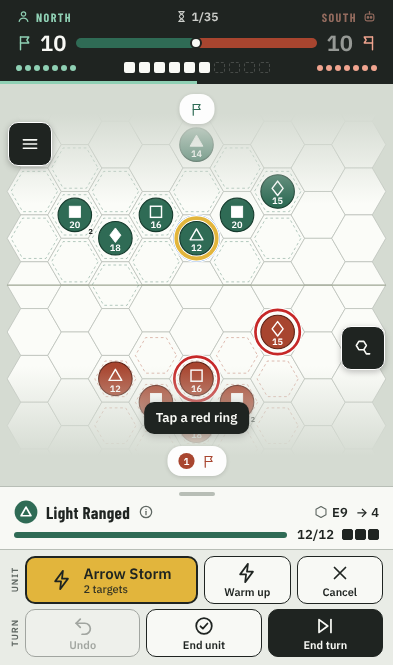 NORTH
1/35
SOUTH
10
10
14
15
20
16
20
2
18
12
15
12
16
2
Tap a red ring
1
Light Ranged
E9
→ 4
12/12
UNIT
Arrow Storm
2 targets
Warm up
Cancel
TURN
Undo
End unit
End turn